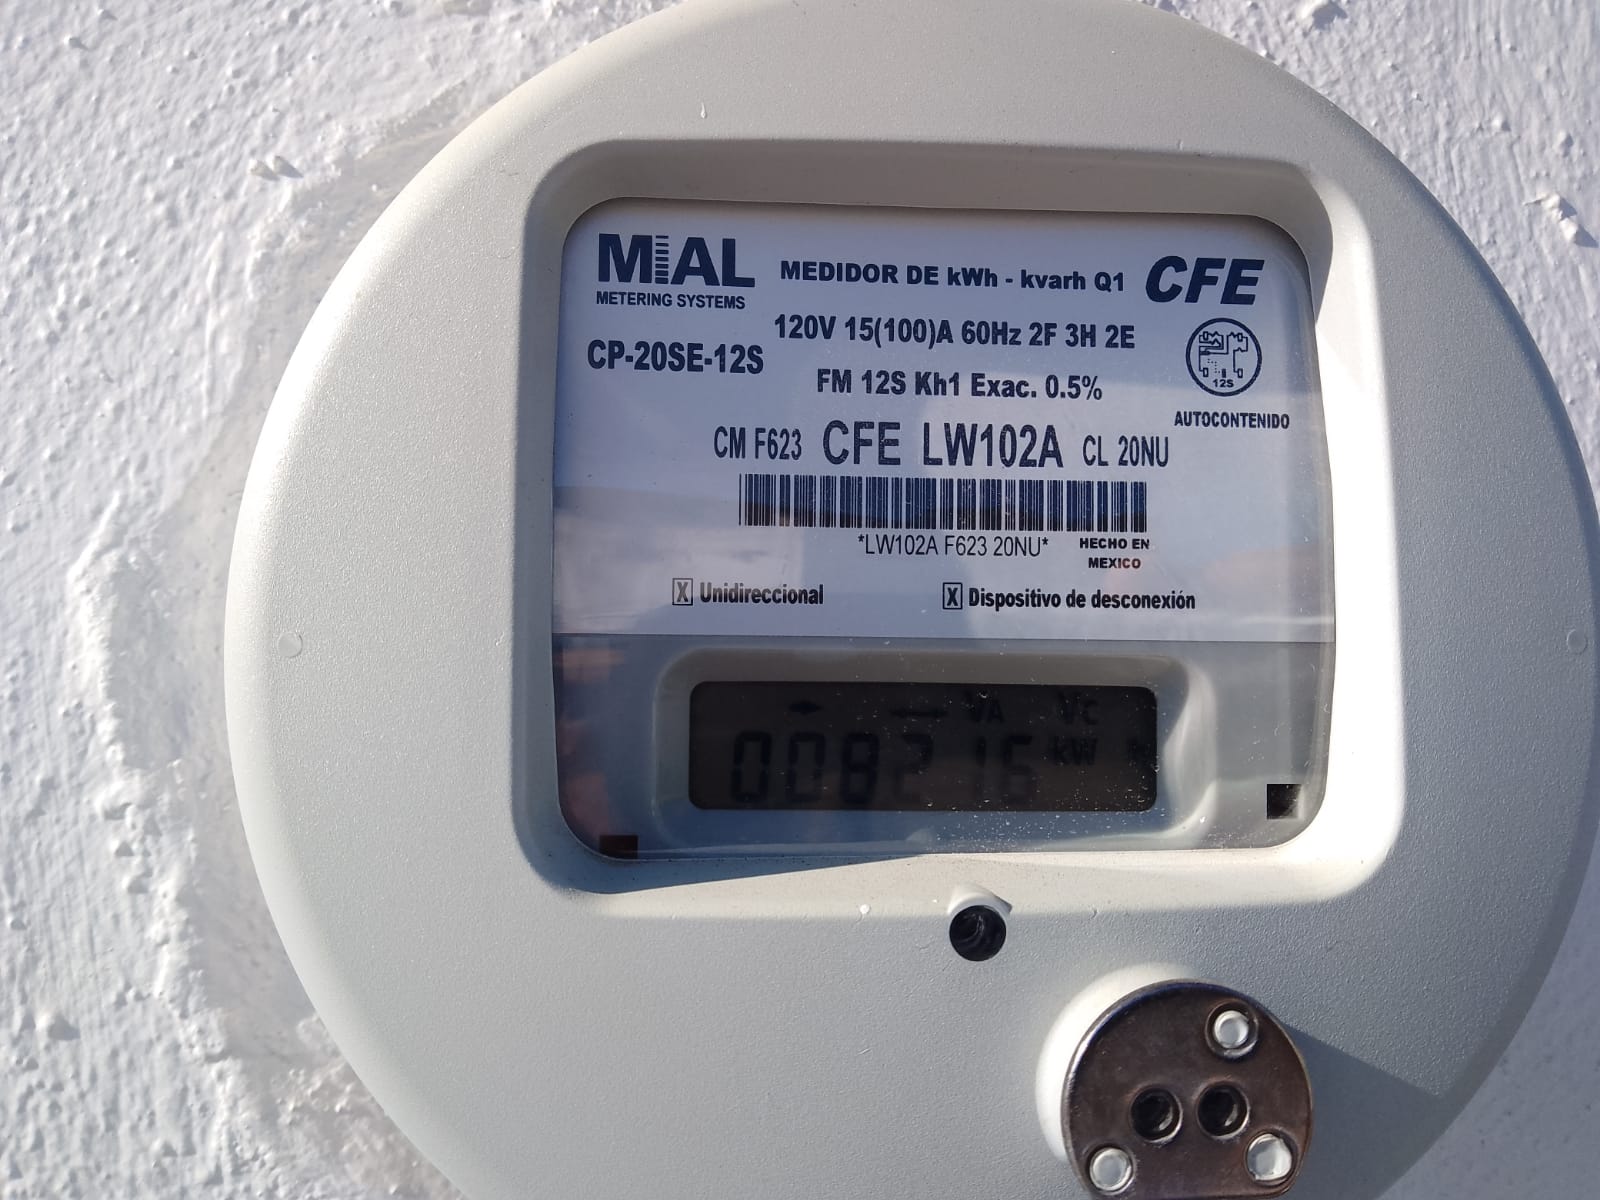 MIAL
METERING SYSTEMS
MEDIDOR DE kWh - kvarh Q1
CFE
120V 15(100)A 60Hz 2F 3H 2E
CP-20SE-12S
FM 12S Kh1 Exac. 0.5%
12S
AUTOCONTENIDO
CM F623 CFE LW102A CL 20NU
*LW102A F623 20NU*
HECHO EN
MEXICO
X Unidireccional
X Dispositivo de desconexión
VA VC
008216 kW h